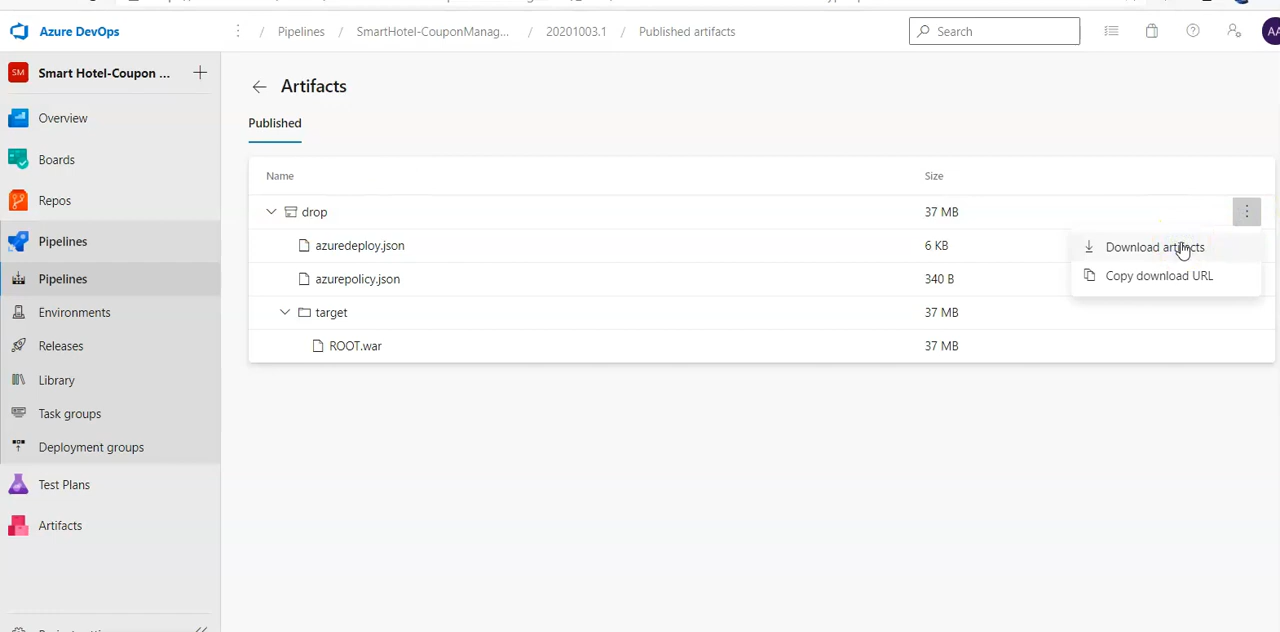 Azure DevOps
/ Pipelines / SmartHotel-CouponManag... / 20201003.1 / Published artifacts
Search
AA
SM Smart Hotel-Coupon ...
Overview
Boards
Repos
Pipelines
Pipelines
Environments
Releases
Library
Task groups
Deployment groups
Test Plans
Artifacts
Artifacts
Published
Name Size
drop 37 MB
azuredeploy.json 6 KB
azurepolicy.json 340 B
target 37 MB
ROOT.war 37 MB
Download artifacts
Copy download URL